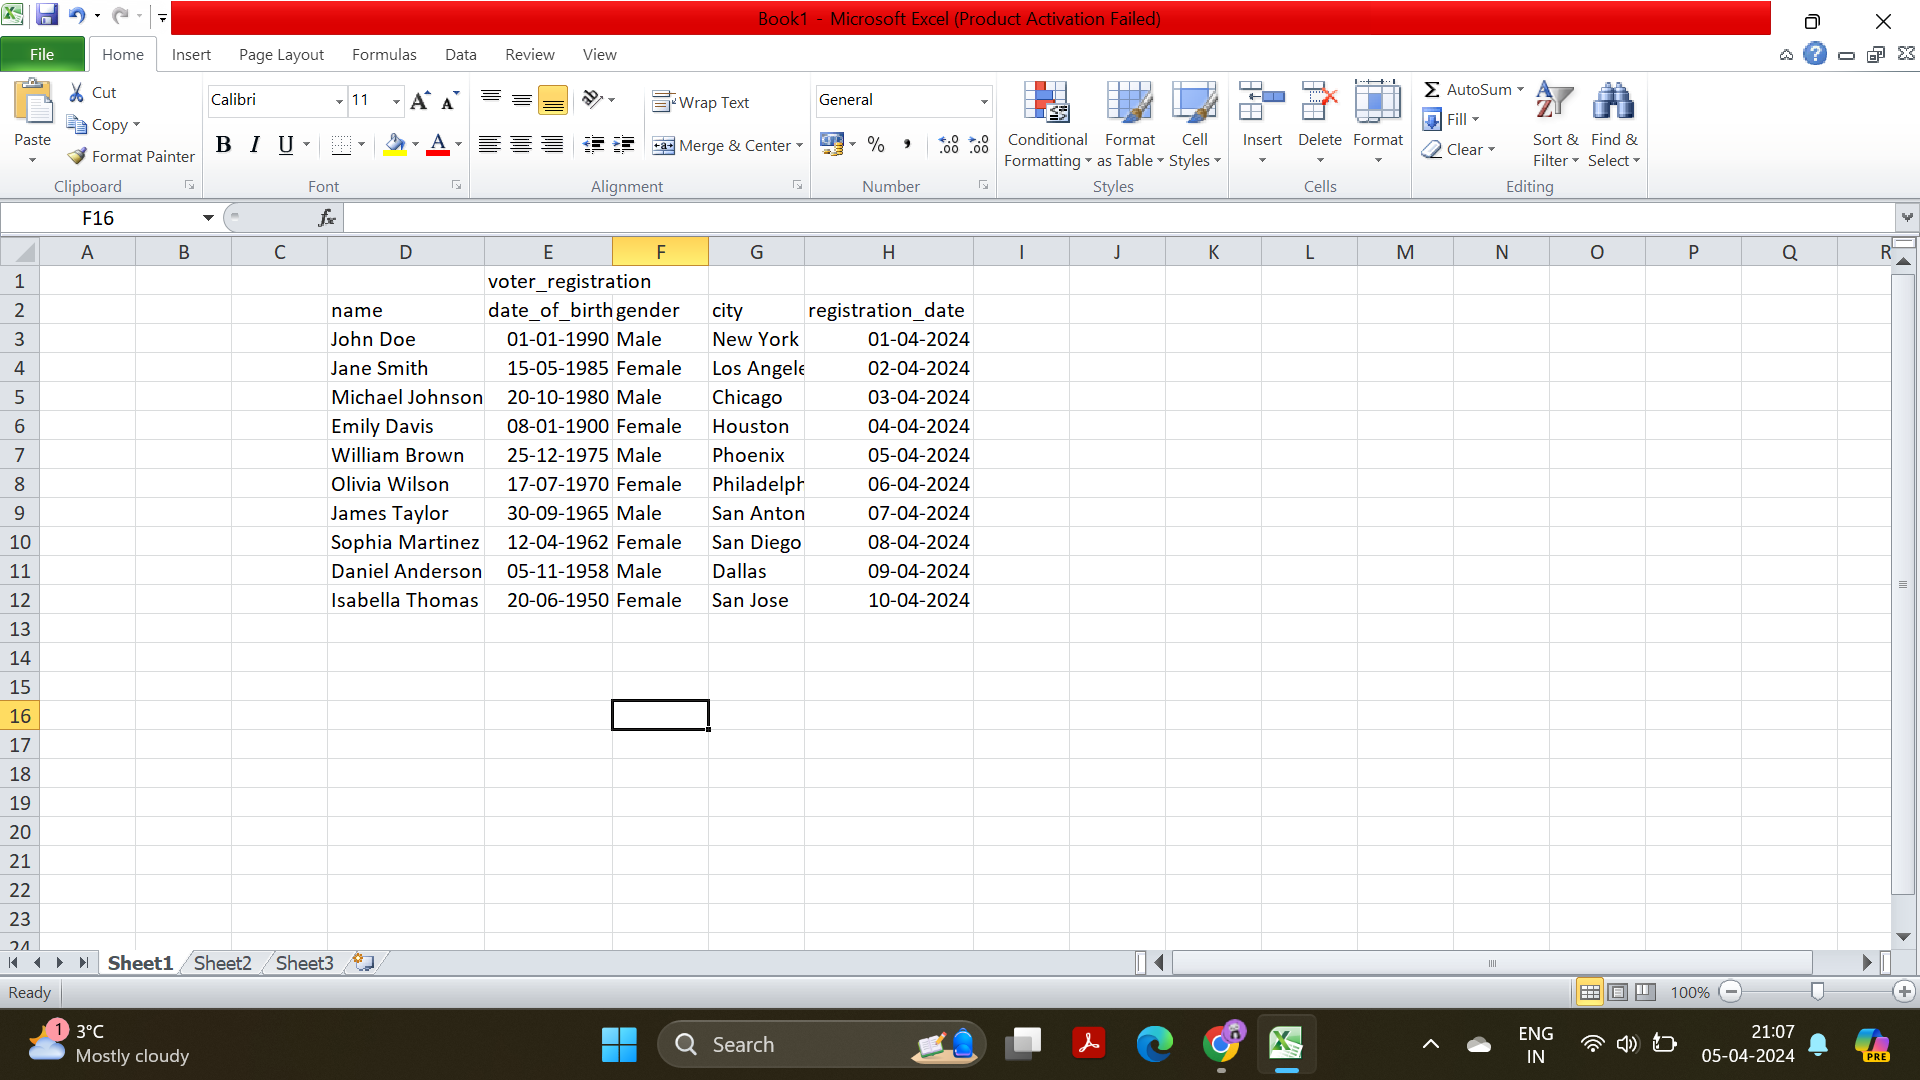 Book1 - Microsoft Excel (Product Activation Failed)
File Home Insert Page Layout Formulas Data Review View
Paste Cut Copy Format Painter
Clipboard
Calibri 11
B I U A
Font
Wrap Text
Merge & Center
Alignment
General
%
Number
Conditional Formatting Format as Table Cell Styles
Styles
Insert Delete Format
Cells
Σ AutoSum
Fill
Clear
Sort & Filter Find & Select
Editing
F16 fx
A B C D E F G H I J K L M N O P Q R
1 voter_registration
2 name date_of_birth gender city registration_date
3 John Doe 01-01-1990 Male New York 01-04-2024
4 Jane Smith 15-05-1985 Female Los Angele 02-04-2024
5 Michael Johnson 20-10-1980 Male Chicago 03-04-2024
6 Emily Davis 08-01-1900 Female Houston 04-04-2024
7 William Brown 25-12-1975 Male Phoenix 05-04-2024
8 Olivia Wilson 17-07-1970 Female Philadelph 06-04-2024
9 James Taylor 30-09-1965 Male San Anton 07-04-2024
10 Sophia Martinez 12-04-1962 Female San Diego 08-04-2024
11 Daniel Anderson 05-11-1958 Male Dallas 09-04-2024
12 Isabella Thomas 20-06-1950 Female San Jose 10-04-2024
13
14
15
16
17
18
19
20
21
22
23
24
Sheet1 Sheet2 Sheet3
Ready 100%
1 3°C
Mostly cloudy
Search
ENG
IN
21:07
05-04-2024
PRE